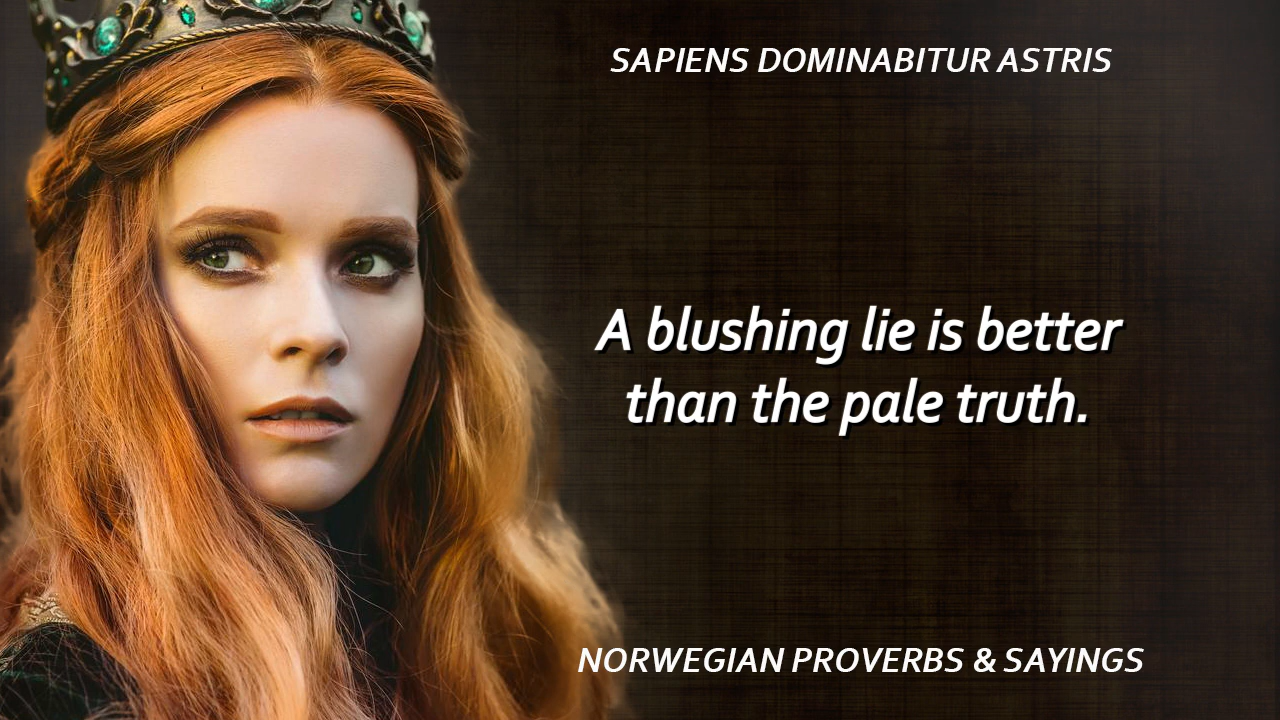 SAPIENS DOMINABITUR ASTRIS
A blushing lie is better
than the pale truth.
NORWEGIAN PROVERBS & SAYINGS